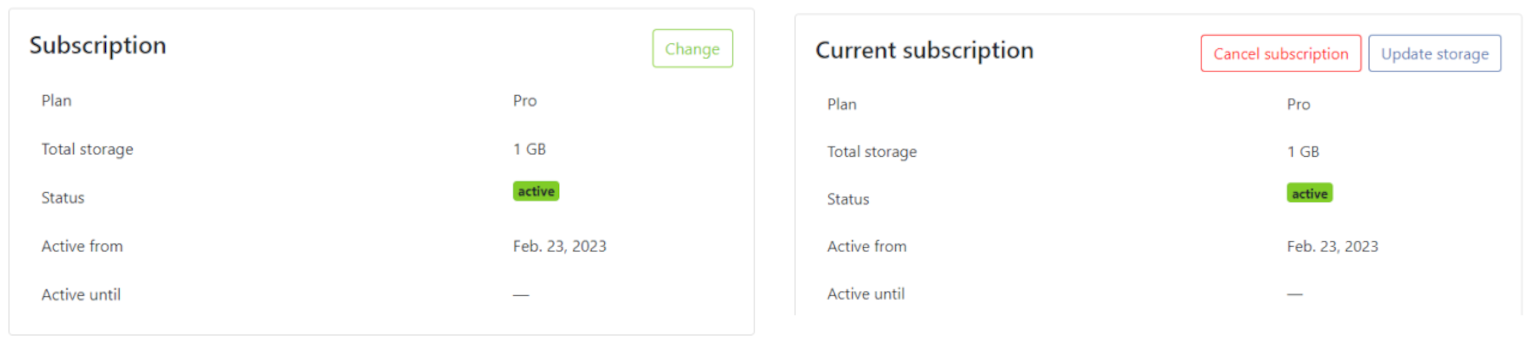 Subscription
Change
Plan Pro
Total storage 1 GB
Status active
Active from Feb. 23, 2023
Active until —
Current subscription
Cancel subscription Update storage
Plan Pro
Total storage 1 GB
Status active
Active from Feb. 23, 2023
Active until —